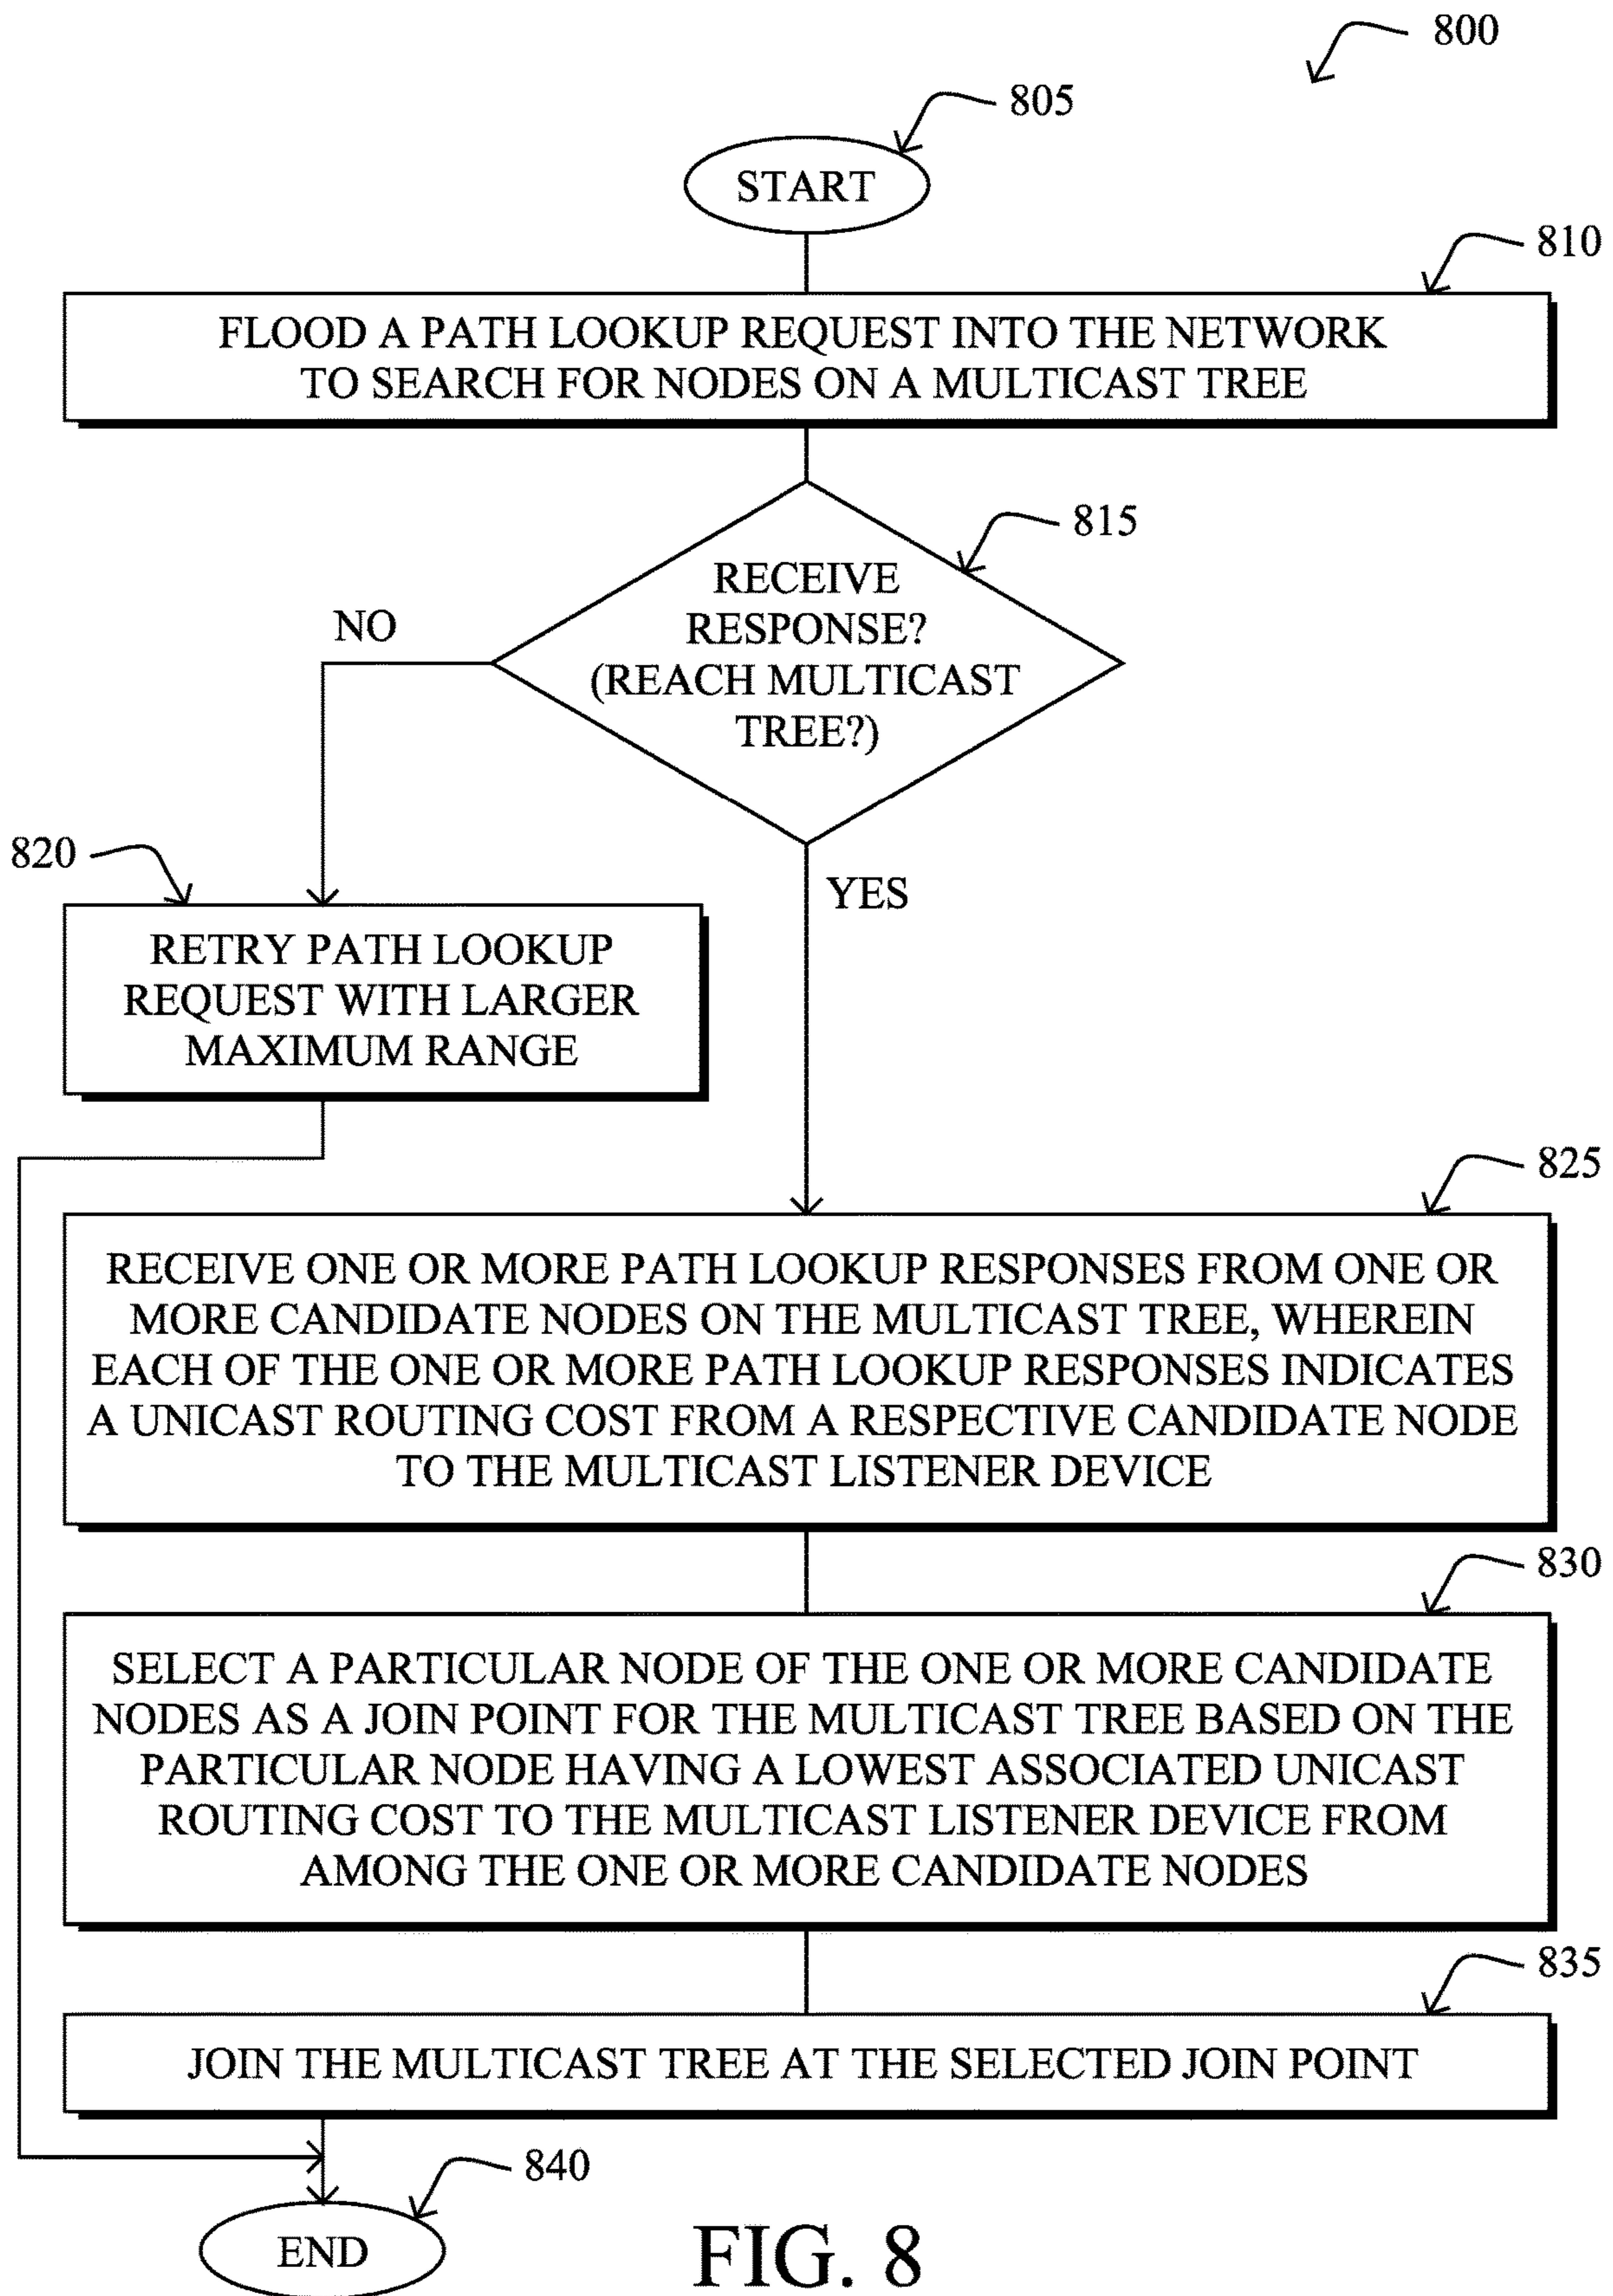 800
805
START
810
FLOOD A PATH LOOKUP REQUEST INTO THE NETWORK
TO SEARCH FOR NODES ON A MULTICAST TREE
815
RECEIVE
RESPONSE?
(REACH MULTICAST
TREE?)
NO
820
YES
RETRY PATH LOOKUP
REQUEST WITH LARGER
MAXIMUM RANGE
825
RECEIVE ONE OR MORE PATH LOOKUP RESPONSES FROM ONE OR
MORE CANDIDATE NODES ON THE MULTICAST TREE, WHEREIN
EACH OF THE ONE OR MORE PATH LOOKUP RESPONSES INDICATES
A UNICAST ROUTING COST FROM A RESPECTIVE CANDIDATE NODE
TO THE MULTICAST LISTENER DEVICE
830
SELECT A PARTICULAR NODE OF THE ONE OR MORE CANDIDATE
NODES AS A JOIN POINT FOR THE MULTICAST TREE BASED ON THE
PARTICULAR NODE HAVING A LOWEST ASSOCIATED UNICAST
ROUTING COST TO THE MULTICAST LISTENER DEVICE FROM
AMONG THE ONE OR MORE CANDIDATE NODES
835
JOIN THE MULTICAST TREE AT THE SELECTED JOIN POINT
840
END
FIG. 8